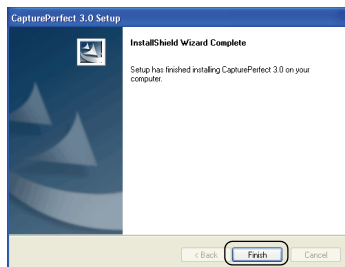 CapturePerfect 3.0 Setup
InstallShield Wizard Complete
Setup has finished installing CapturePerfect 3.0 on your
computer.
< Back
Finish
Cancel